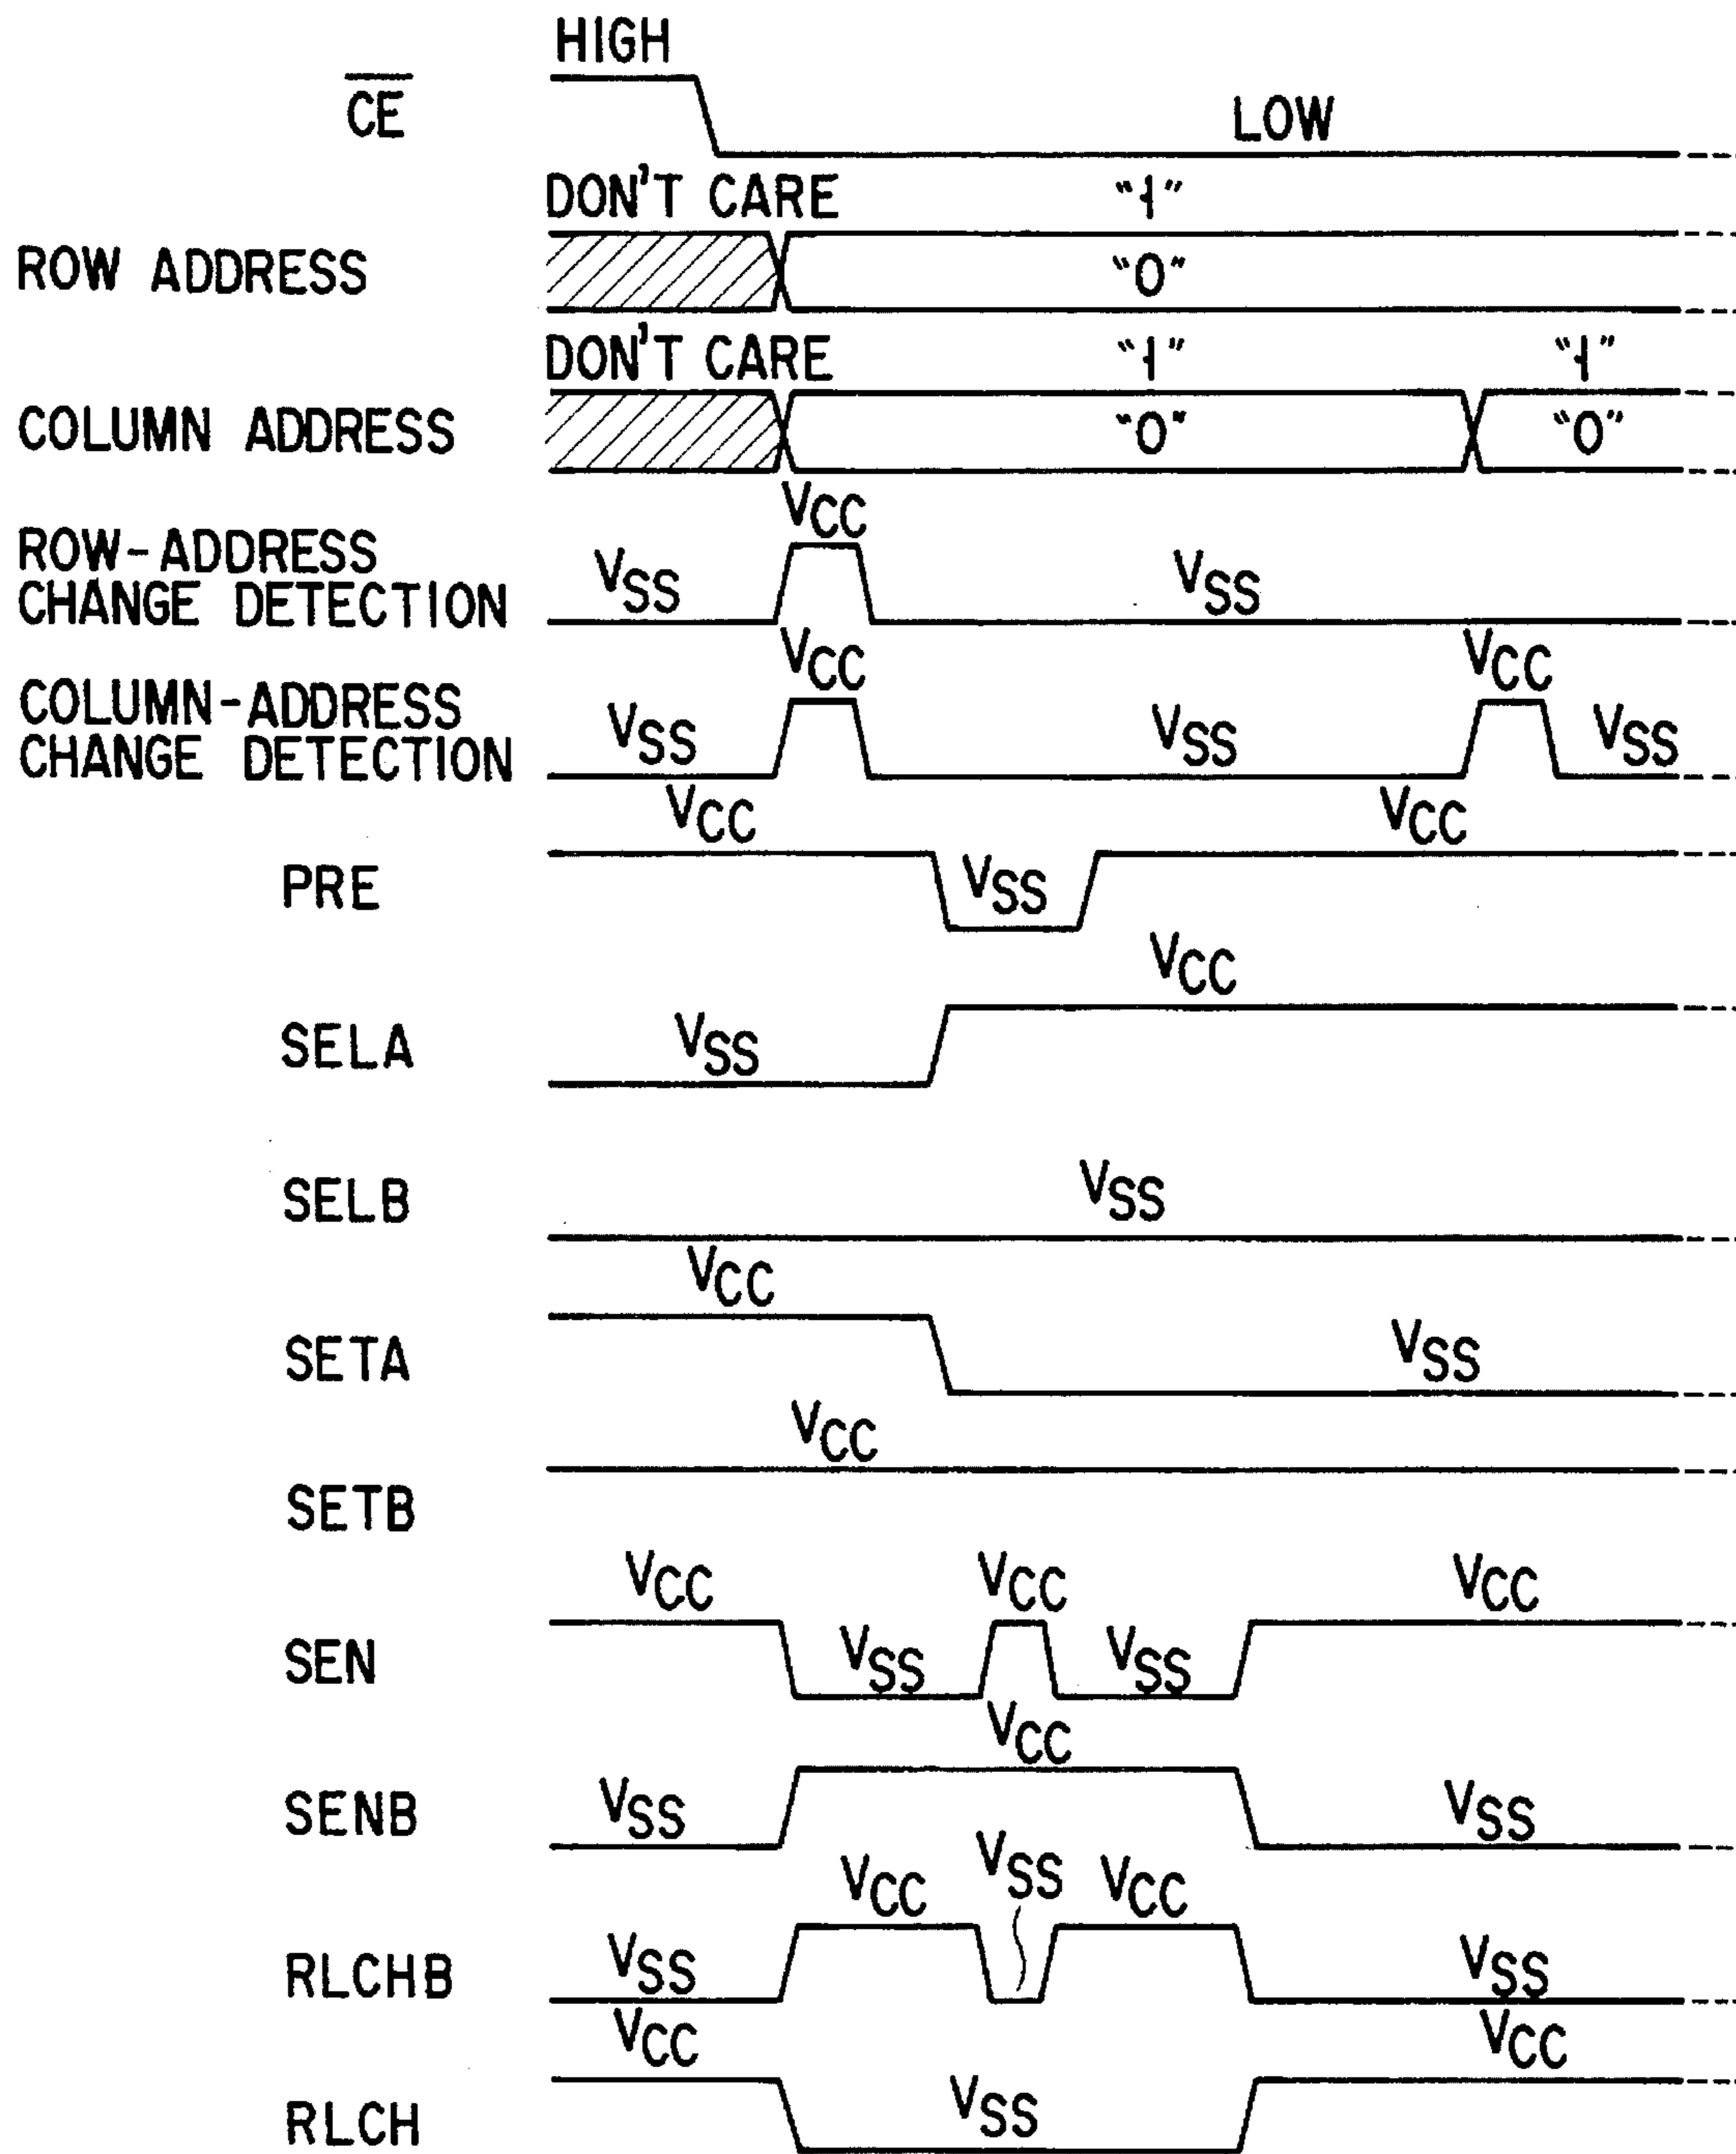 HIGH
CE
LOW
DON'T CARE "1"
ROW ADDRESS "0"
DON'T CARE "1" "1"
COLUMN ADDRESS "0" "0"
VCC
ROW-ADDRESS
CHANGE DETECTION VSS VSS
VCC VCC
COLUMN-ADDRESS
CHANGE DETECTION VSS VSS VSS
VCC VCC
PRE VSS
VCC
SELA VSS
SELB VSS
VCC
SETA VSS
VCC
SETB
VCC VCC VCC
SEN VSS VSS
VCC
SENB VSS VSS
VCC VSS VCC
RLCHB VSS VSS
VCC VCC
RLCH VSS